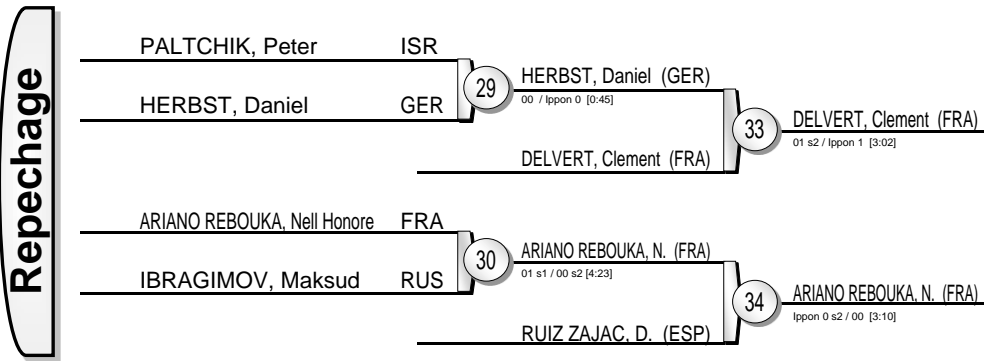 Repechage
PALTCHIK, Peter ISR
HERBST, Daniel GER
29
HERBST, Daniel (GER)
00 / Ippon 0 [0:45]
DELVERT, Clement (FRA)
33
DELVERT, Clement (FRA)
01 s2 / Ippon 1 [3:02]
ARIANO REBOUKA, Nell Honore FRA
IBRAGIMOV, Maksud RUS
30
ARIANO REBOUKA, N. (FRA)
01 s1 / 00 s2 [4:23]
RUIZ ZAJAC, D. (ESP)
34
ARIANO REBOUKA, N. (FRA)
Ippon 0 s2 / 00 [3:10]